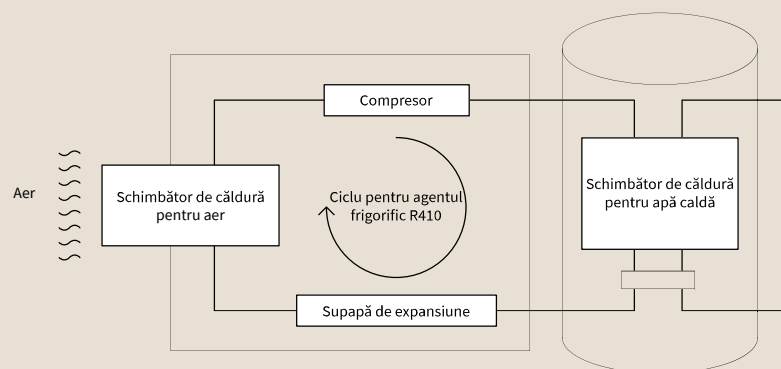 Compresor
Aer
Schimbător de căldură
pentru aer
Ciclu pentru agentul
frigorific R410
Schimbător de căldură
pentru apă caldă
Supapă de expansiune